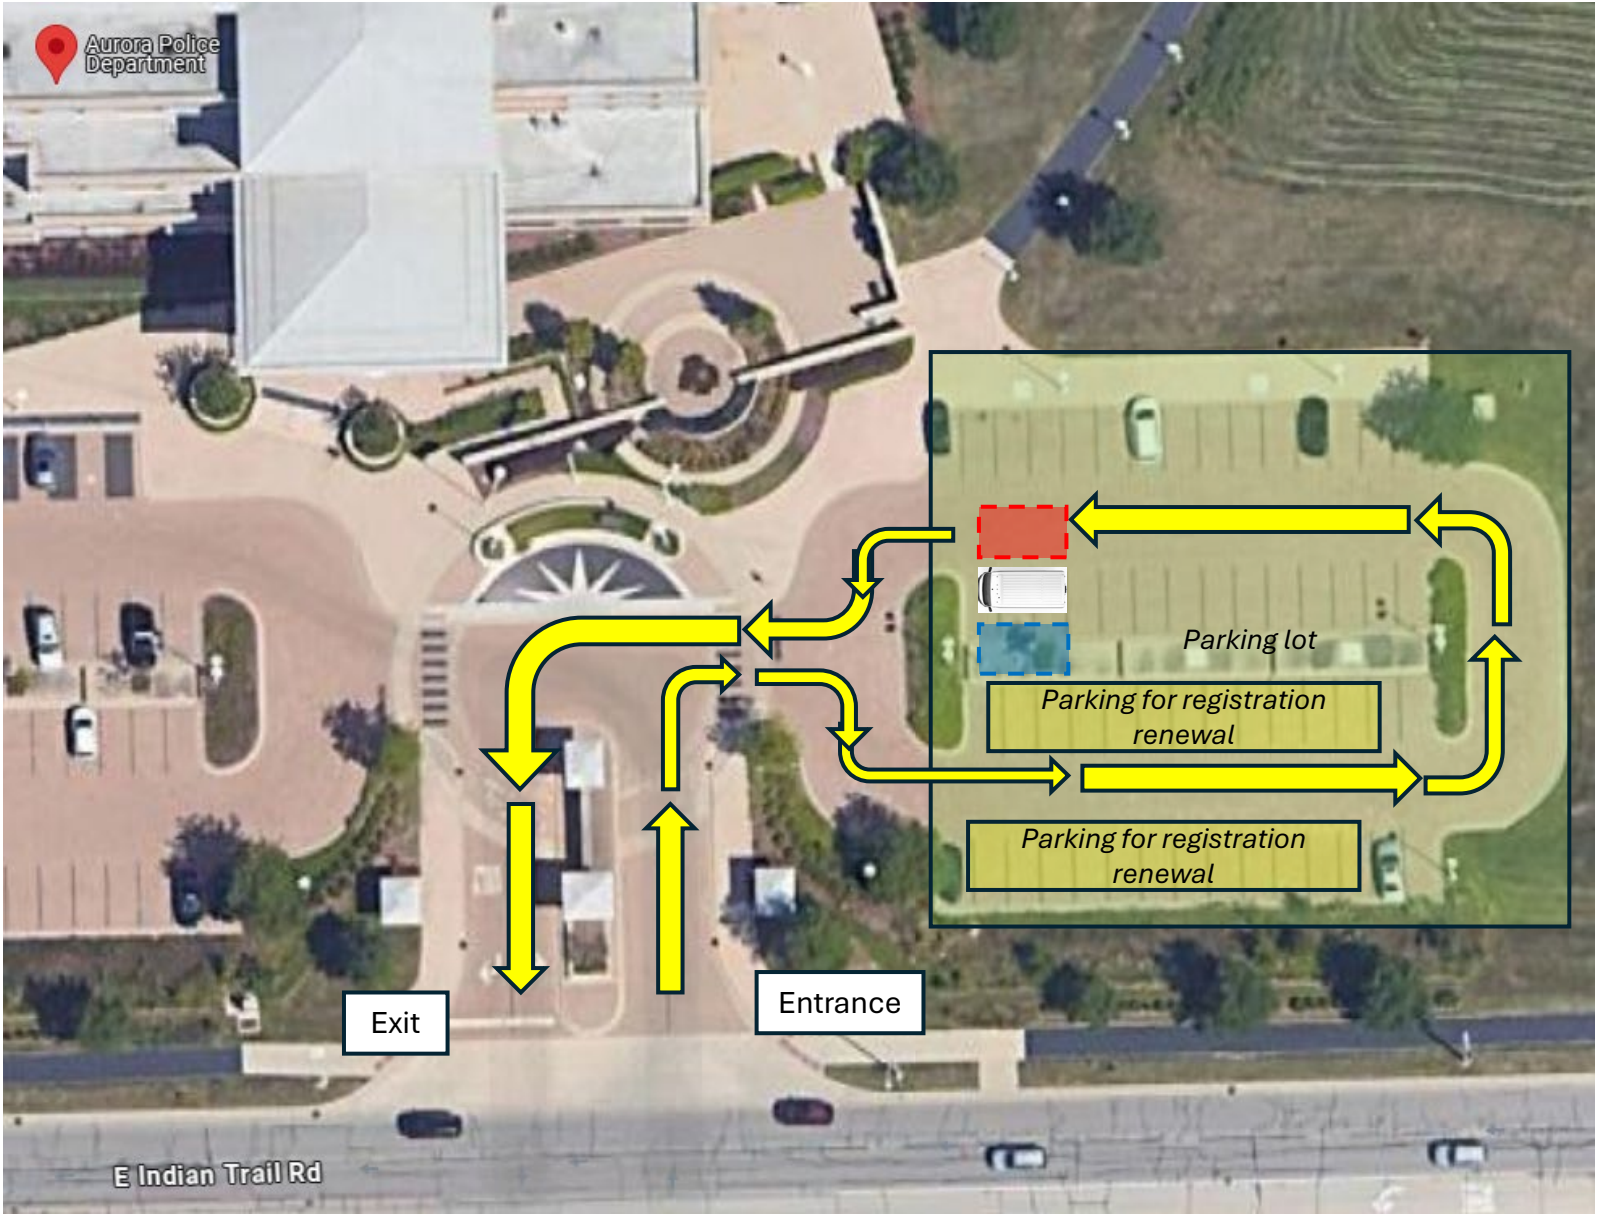 Aurora Police
Department
Parking lot
Parking for registration
renewal
Parking for registration
renewal
Entrance
Exit
E Indian Trail Rd